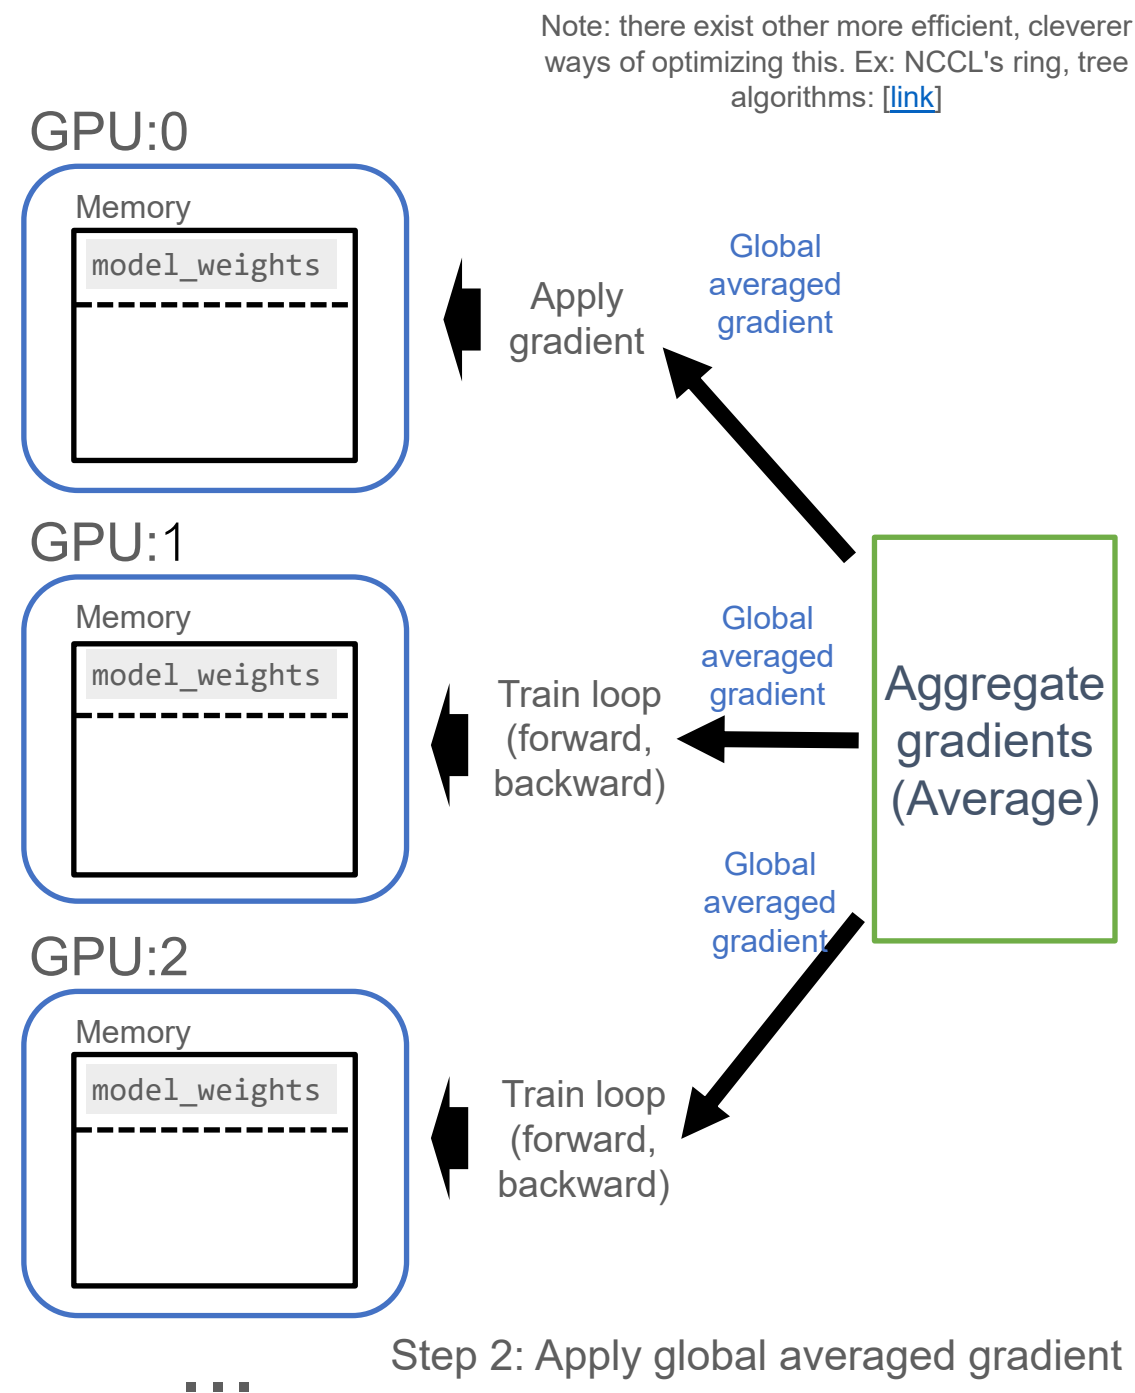 Note: there exist other more efficient, cleverer
ways of optimizing this. Ex: NCCL's ring, tree
algorithms: [link]
GPU:0
Memory
model_weights
Apply
gradient
Global
averaged
gradient
GPU:1
Memory
model_weights
Train loop
(forward,
backward)
Global
averaged
gradient
Aggregate
gradients
(Average)
GPU:2
Memory
model_weights
Train loop
(forward,
backward)
Global
averaged
gradient
Step 2: Apply global averaged gradient
...